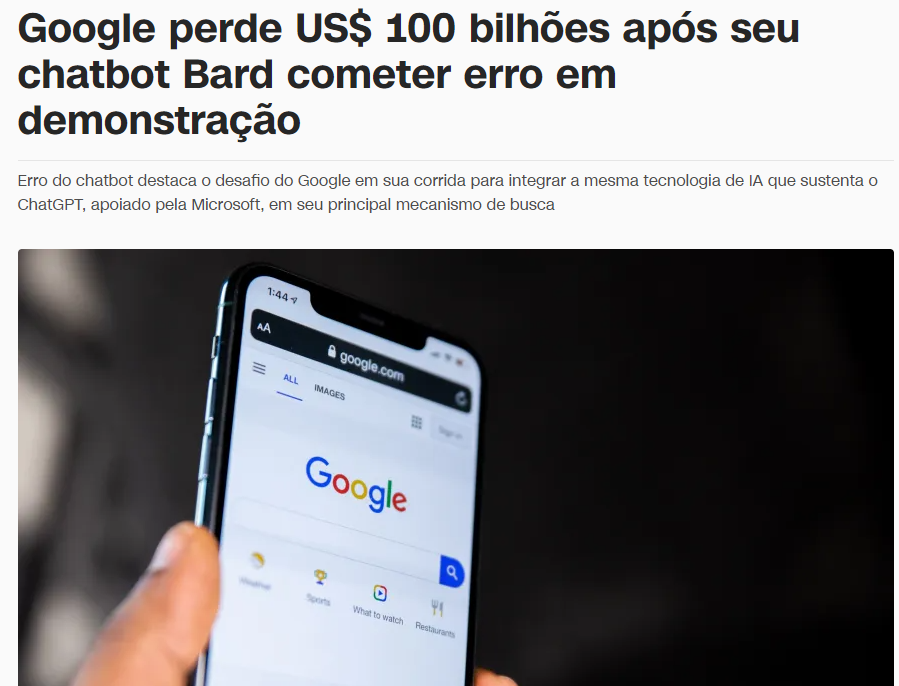 Google perde US$ 100 bilhões após seu
chatbot Bard cometer erro em
demonstração
Erro do chatbot destaca o desafio do Google em sua corrida para integrar a mesma tecnologia de IA que sustenta o
ChatGPT, apoiado pela Microsoft, em seu principal mecanismo de busca
1:44
AA
google.com
ALL IMAGES
Sign in
Google
Weather
Sports
What to watch
Restaurants